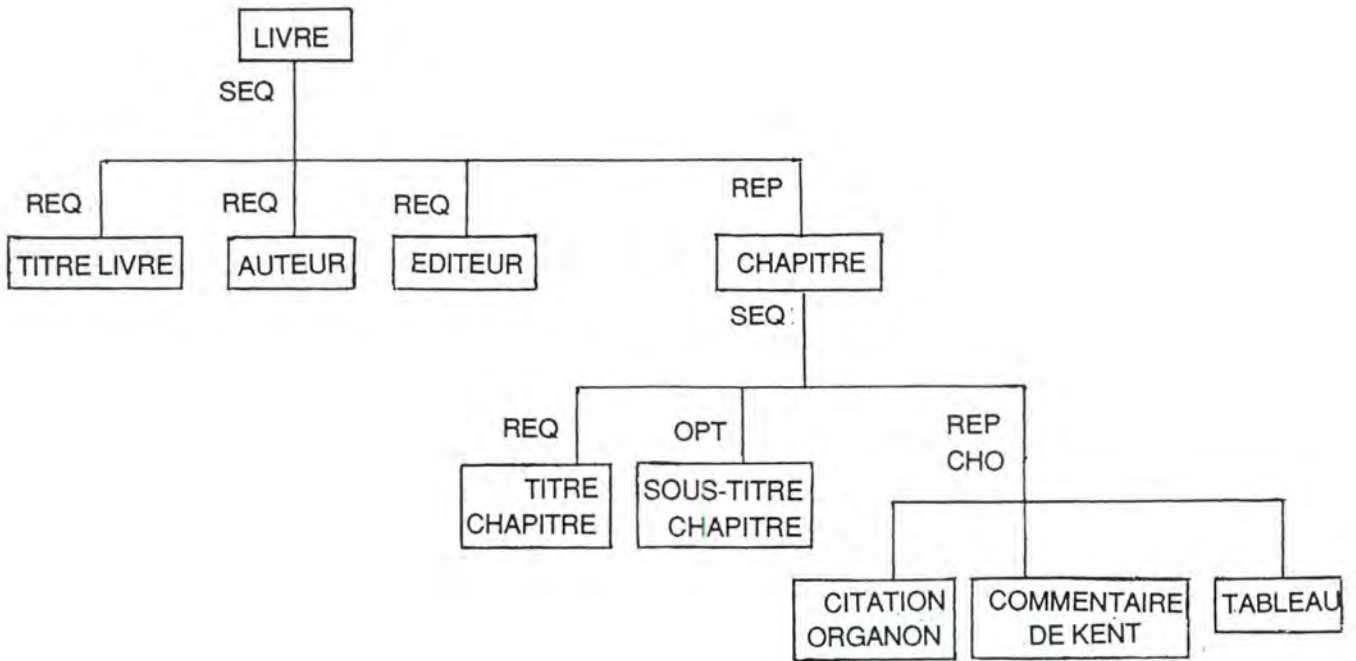 LIVRE
SEQ
REQ
REQ
REQ
REP
TITRE LIVRE
AUTEUR
EDITEUR
CHAPITRE
SEQ
REQ
OPT
REP
CHO
TITRE
CHAPITRE
SOUS-TITRE
CHAPITRE
CITATION
ORGANON
COMMENTAIRE
DE KENT
TABLEAU